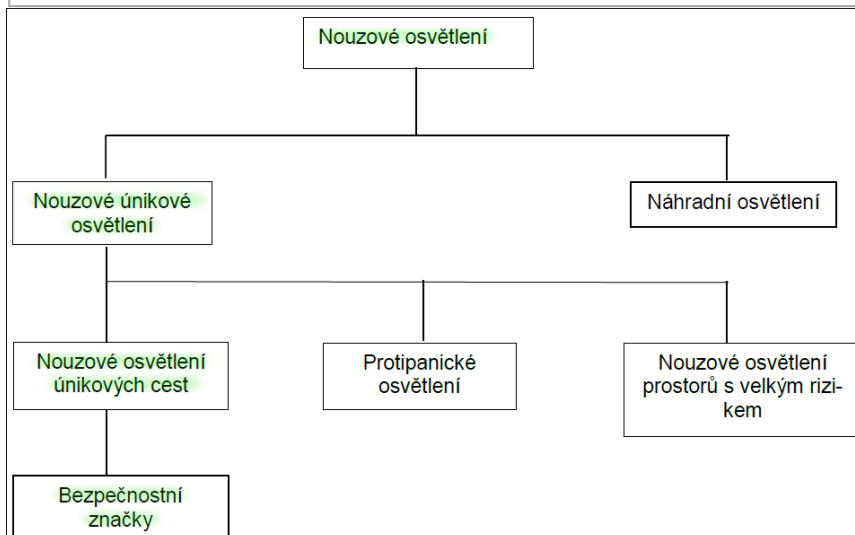 Nouzové osvětlení
Nouzové únikové
osvětlení
Náhradní osvětlení
Nouzové osvětlení
únikových cest
Protipanické
osvětlení
Nouzové osvětlení
prostorů s velkým rizi-
kem
Bezpečnostní
značky